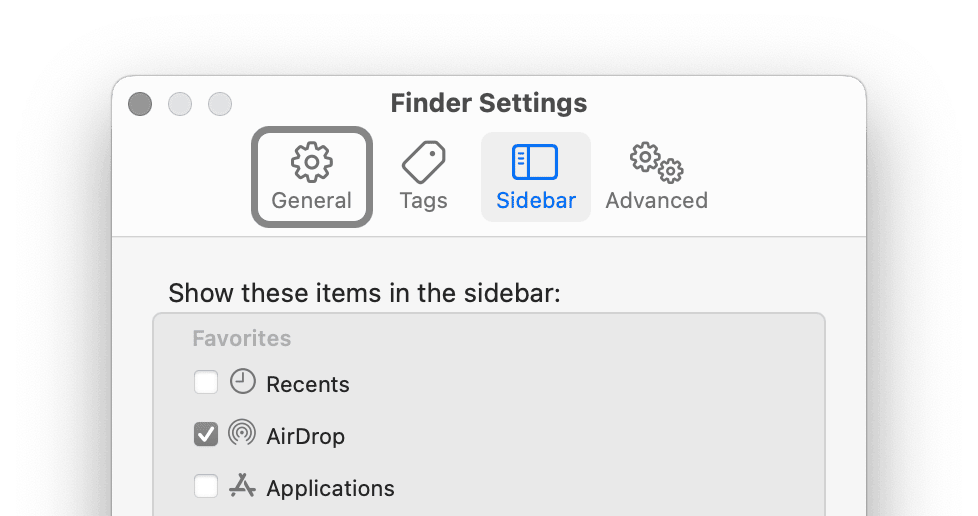 Finder Settings
General Tags Sidebar Advanced
Show these items in the sidebar:
Favorites
Recents
AirDrop
Applications